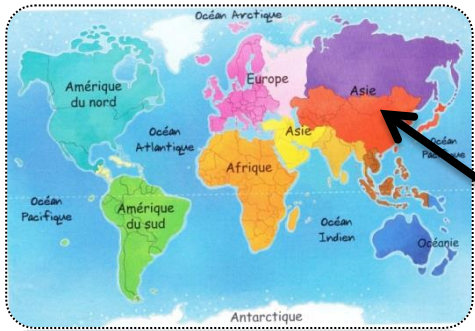 Océan Arctique
Europe
Asie
Amérique
du nord
Océan
Atlantique
Asie
Océan
Pacifique
Afrique
Océan
Pacifique
Amérique
du sud
Océan
Indien
Océanie
Antarctique